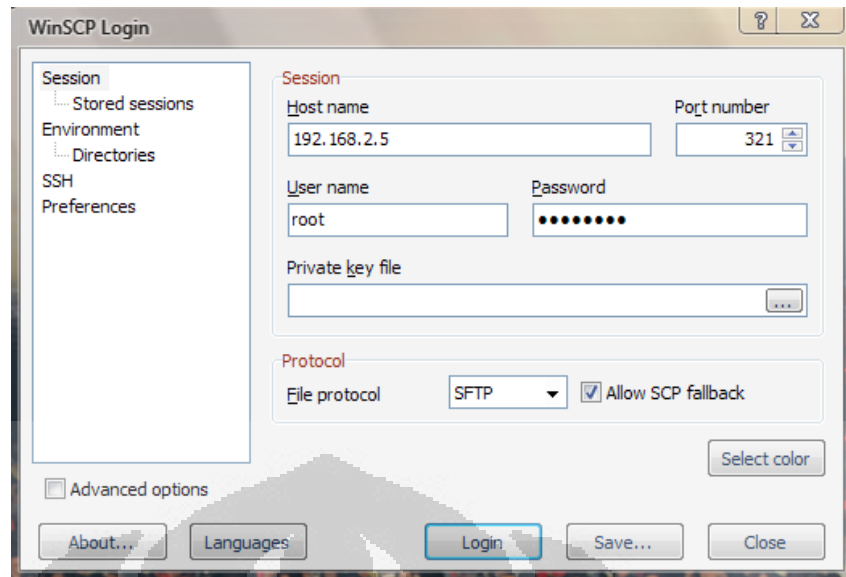 WinSCP Login
Session
Stored sessions
Environment
Directories
SSH
Preferences
Session
Host name
Port number
192.168.2.5
321
User name
Password
root
••••••••
Private key file
...
Protocol
File protocol
SFTP
Allow SCP fallback
Select color
Advanced options
About...
Languages
Login
Save...
Close